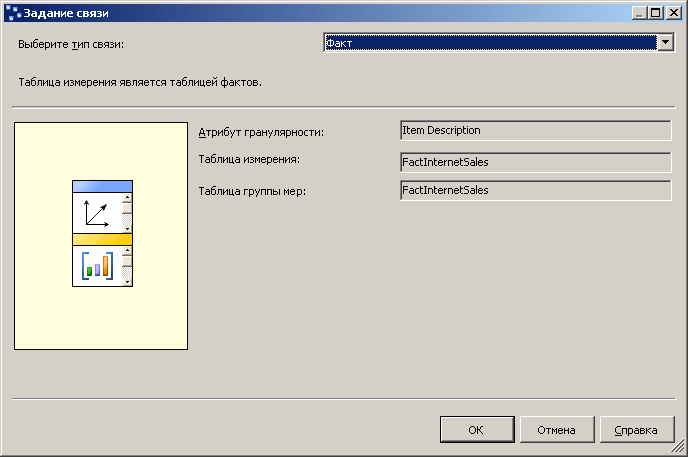 Задание связи
Выберите тип связи:
Факт
Таблица измерения является таблицей фактов.
Атрибут гранулярности:
Item Description
Таблица измерения:
FactInternetSales
Таблица группы мер:
FactInternetSales
OK
Отмена
Справка